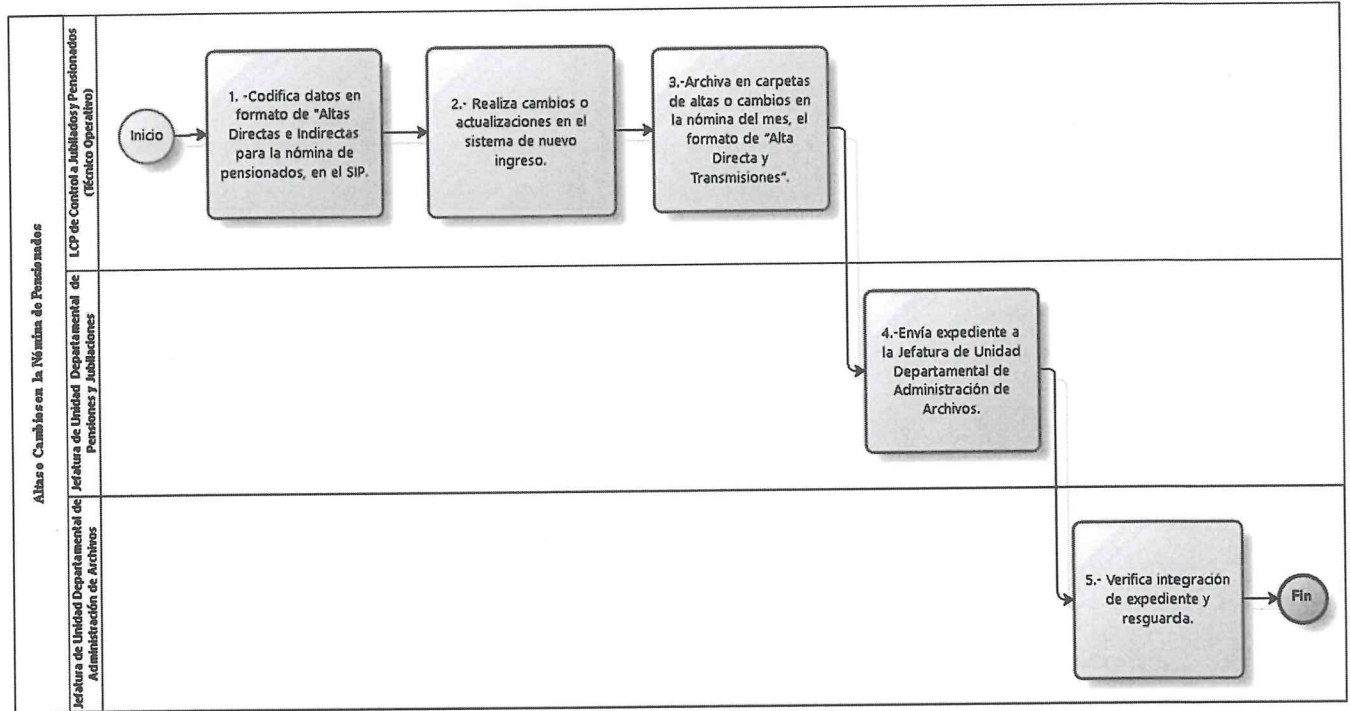 Altas o Cambios en la Nómina de Pensionados
LCP de Control a Jubilados y Pensionados
(Técnico Operativo)
Inicio
1. -Codifica datos en
formato de "Altas
Directas e Indirectas
para la nómina de
pensionados, en el SIP.
2.- Realiza cambios o
actualizaciones en el
sistema de nuevo
ingreso.
3.-Archiva en carpetas
de altas o cambios en
la nómina del mes, el
formato de "Alta
Directa y
Transmisiones".
Jefatura de Unidad Departamental de
Pensiones y Jubilaciones
4.-Envía expediente a
la Jefatura de Unidad
Departamental de
Administración de
Archivos.
Jefatura de Unidad Departamental de
Administración de Archivos
5.- Verifica integración
de expediente y
resguarda.
Fin